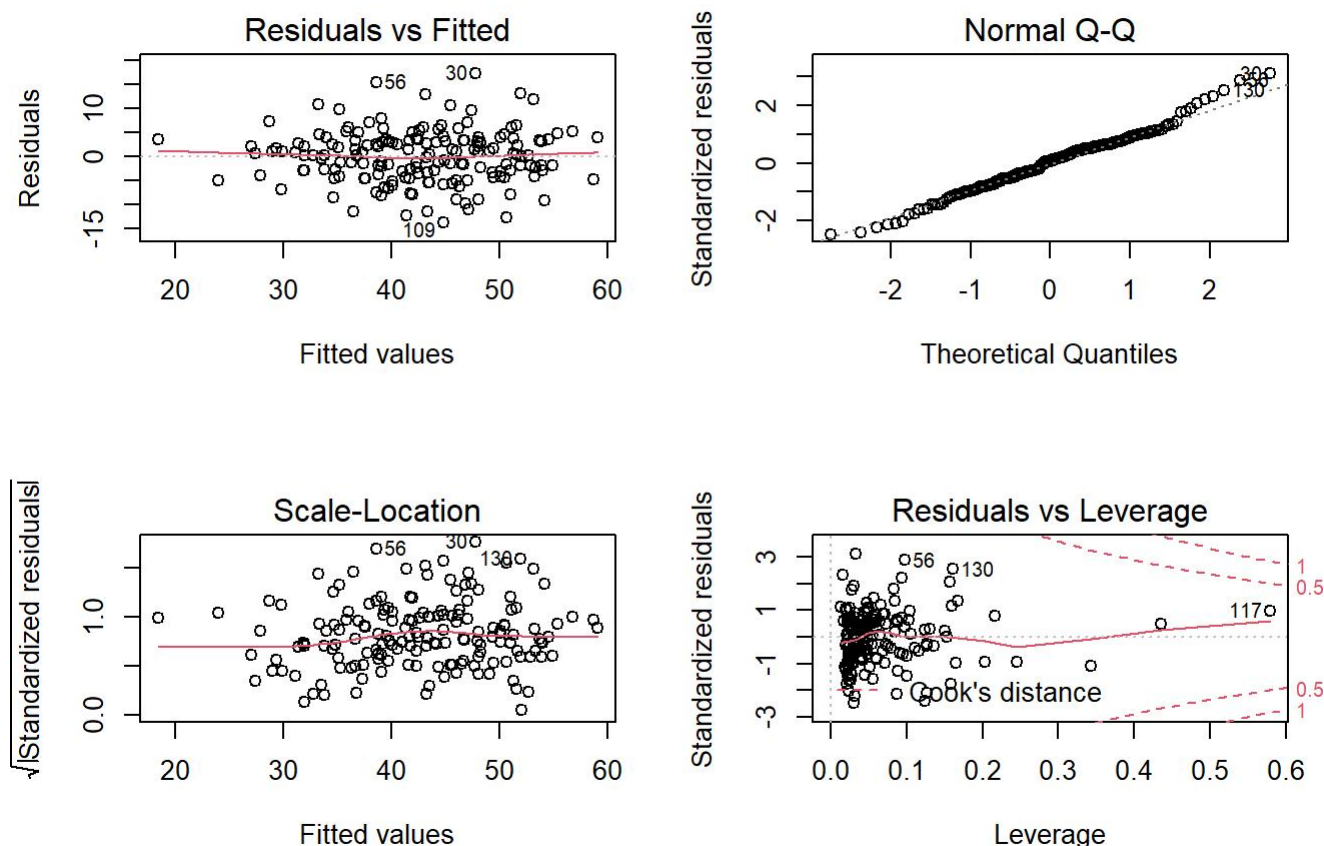 Residuals vs Fitted
Residuals
10
0
-15
56
30
109
20 30 40 50 60
Fitted values
Normal Q-Q
Standardized residuals
2
0
-2
30
130
-2 -1 0 1 2
Theoretical Quantiles
Scale-Location
√|Standardized residuals|
1.0
0.0
56
30
130
20 30 40 50 60
Fitted values
Residuals vs Leverage
Standardized residuals
3
1
-1
-3
56
130
117
1
0.5
0.5
1
Cook's distance
0.0 0.1 0.2 0.3 0.4 0.5 0.6
Leverage